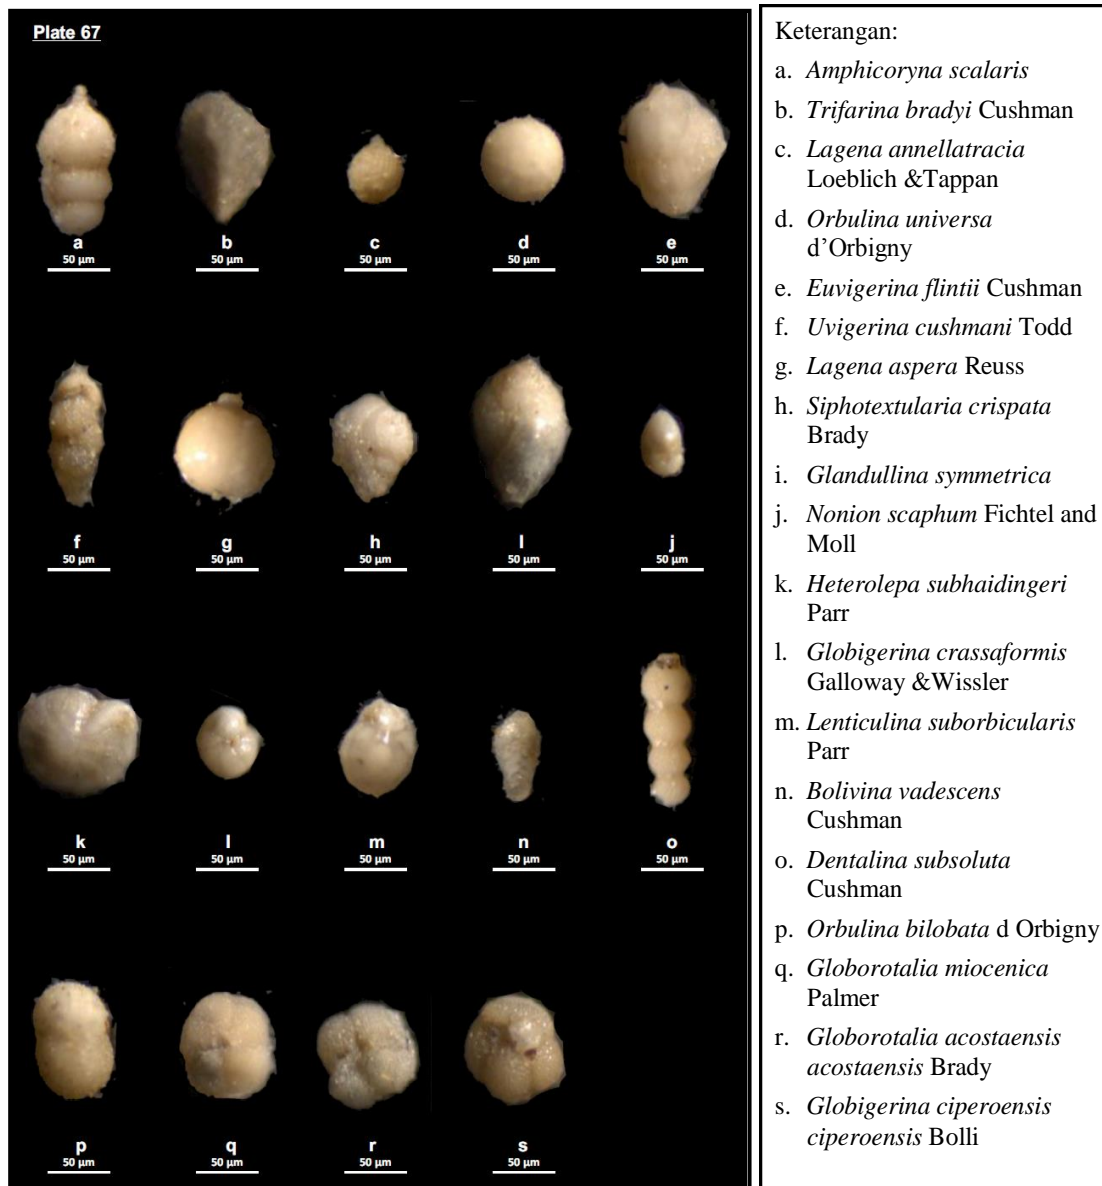 Plate 67
a b c d e
50 µm 50 µm 50 µm 50 µm 50 µm
f g h l j
50 µm 50 µm 50 µm 50 µm 50 µm
k l m n o
50 µm 50 µm 50 µm 50 µm 50 µm
p q r s
50 µm 50 µm 50 µm 50 µm
Keterangan:
a. Amphicoryna scalaris
b. Trifarina bradyi Cushman
c. Lagena annellatracia
Loeblich &Tappan
d. Orbulina universa
d’Orbigny
e. Euvigerina flintii Cushman
f. Uvigerina cushmani Todd
g. Lagena aspera Reuss
h. Siphotextularia crispata
Brady
i. Glandullina symmetrica
j. Nonion scaphum Fichtel and
Moll
k. Heterolepa subhaidingeri
Parr
l. Globigerina crassaformis
Galloway &Wissler
m. Lenticulina suborbicularis
Parr
n. Bolivina vadescens
Cushman
o. Dentalina subsoluta
Cushman
p. Orbulina bilobata d Orbigny
q. Globorotalia miocenica
Palmer
r. Globorotalia acostaensis
acostaensis Brady
s. Globigerina ciperoensis
ciperoensis Bolli